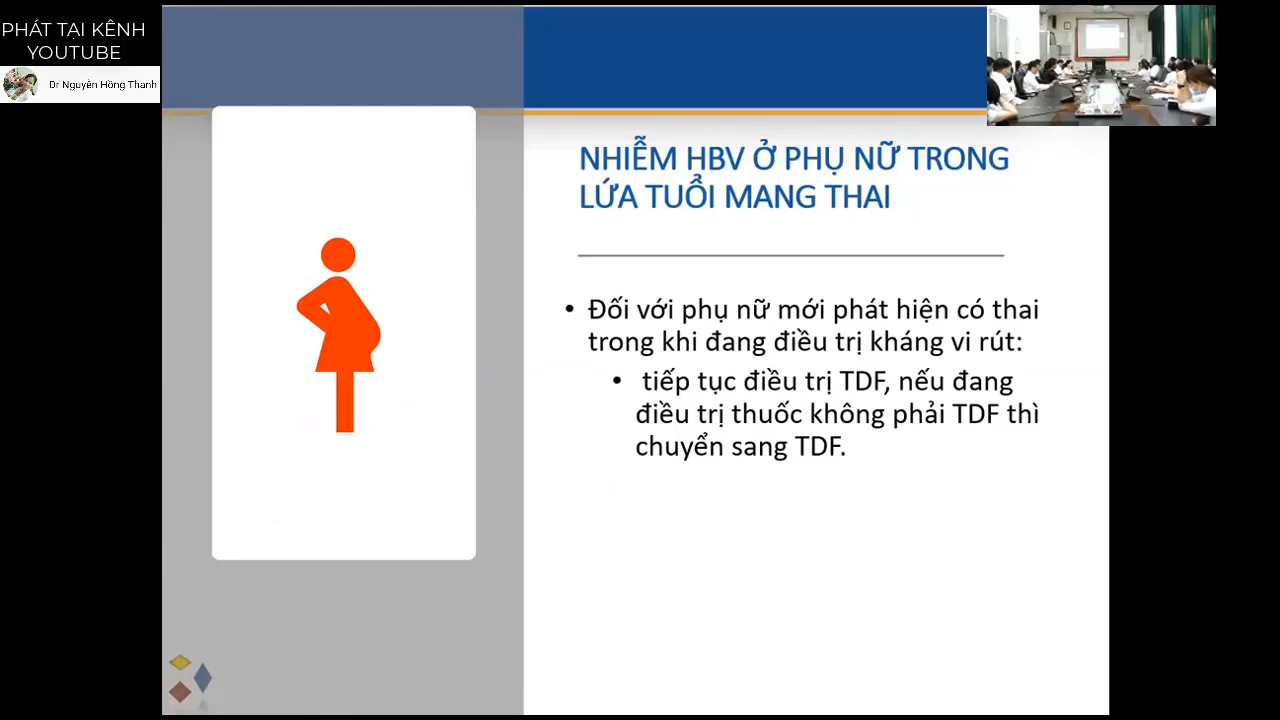 PHÁT TẠI KÊNH
YOUTUBE
Dr Nguyễn Hồng Thanh
NHIỄM HBV Ở PHỤ NỮ TRONG
LỨA TUỔI MANG THAI
• Đối với phụ nữ mới phát hiện có thai
trong khi đang điều trị kháng vi rút:
• tiếp tục điều trị TDF, nếu đang
điều trị thuốc không phải TDF thì
chuyển sang TDF.